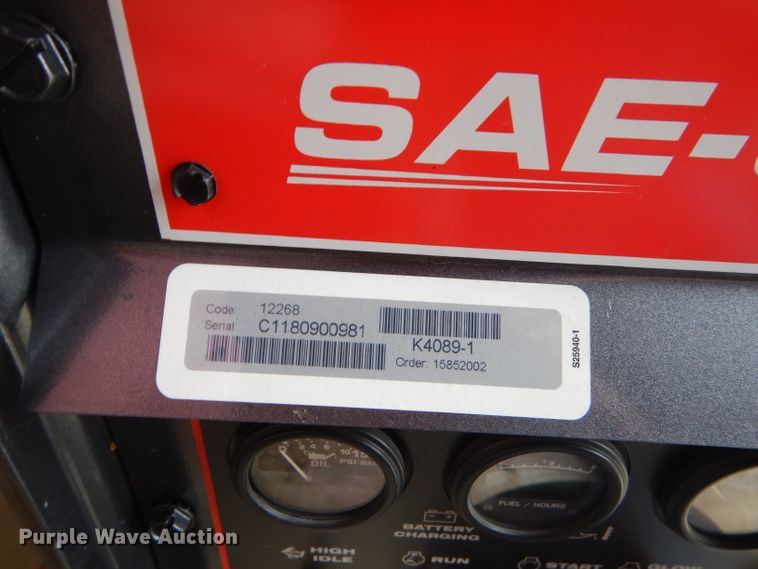 SAE-
Code: 12268
Serial: C1180900981
K4089-1
Order: 15852002
S25940-1
OIL
PSI/BAR
FUEL / HOURS
BATTERY
CHARGING
HIGH
IDLE
RUN
START
GLOW
Purple Wave Auction